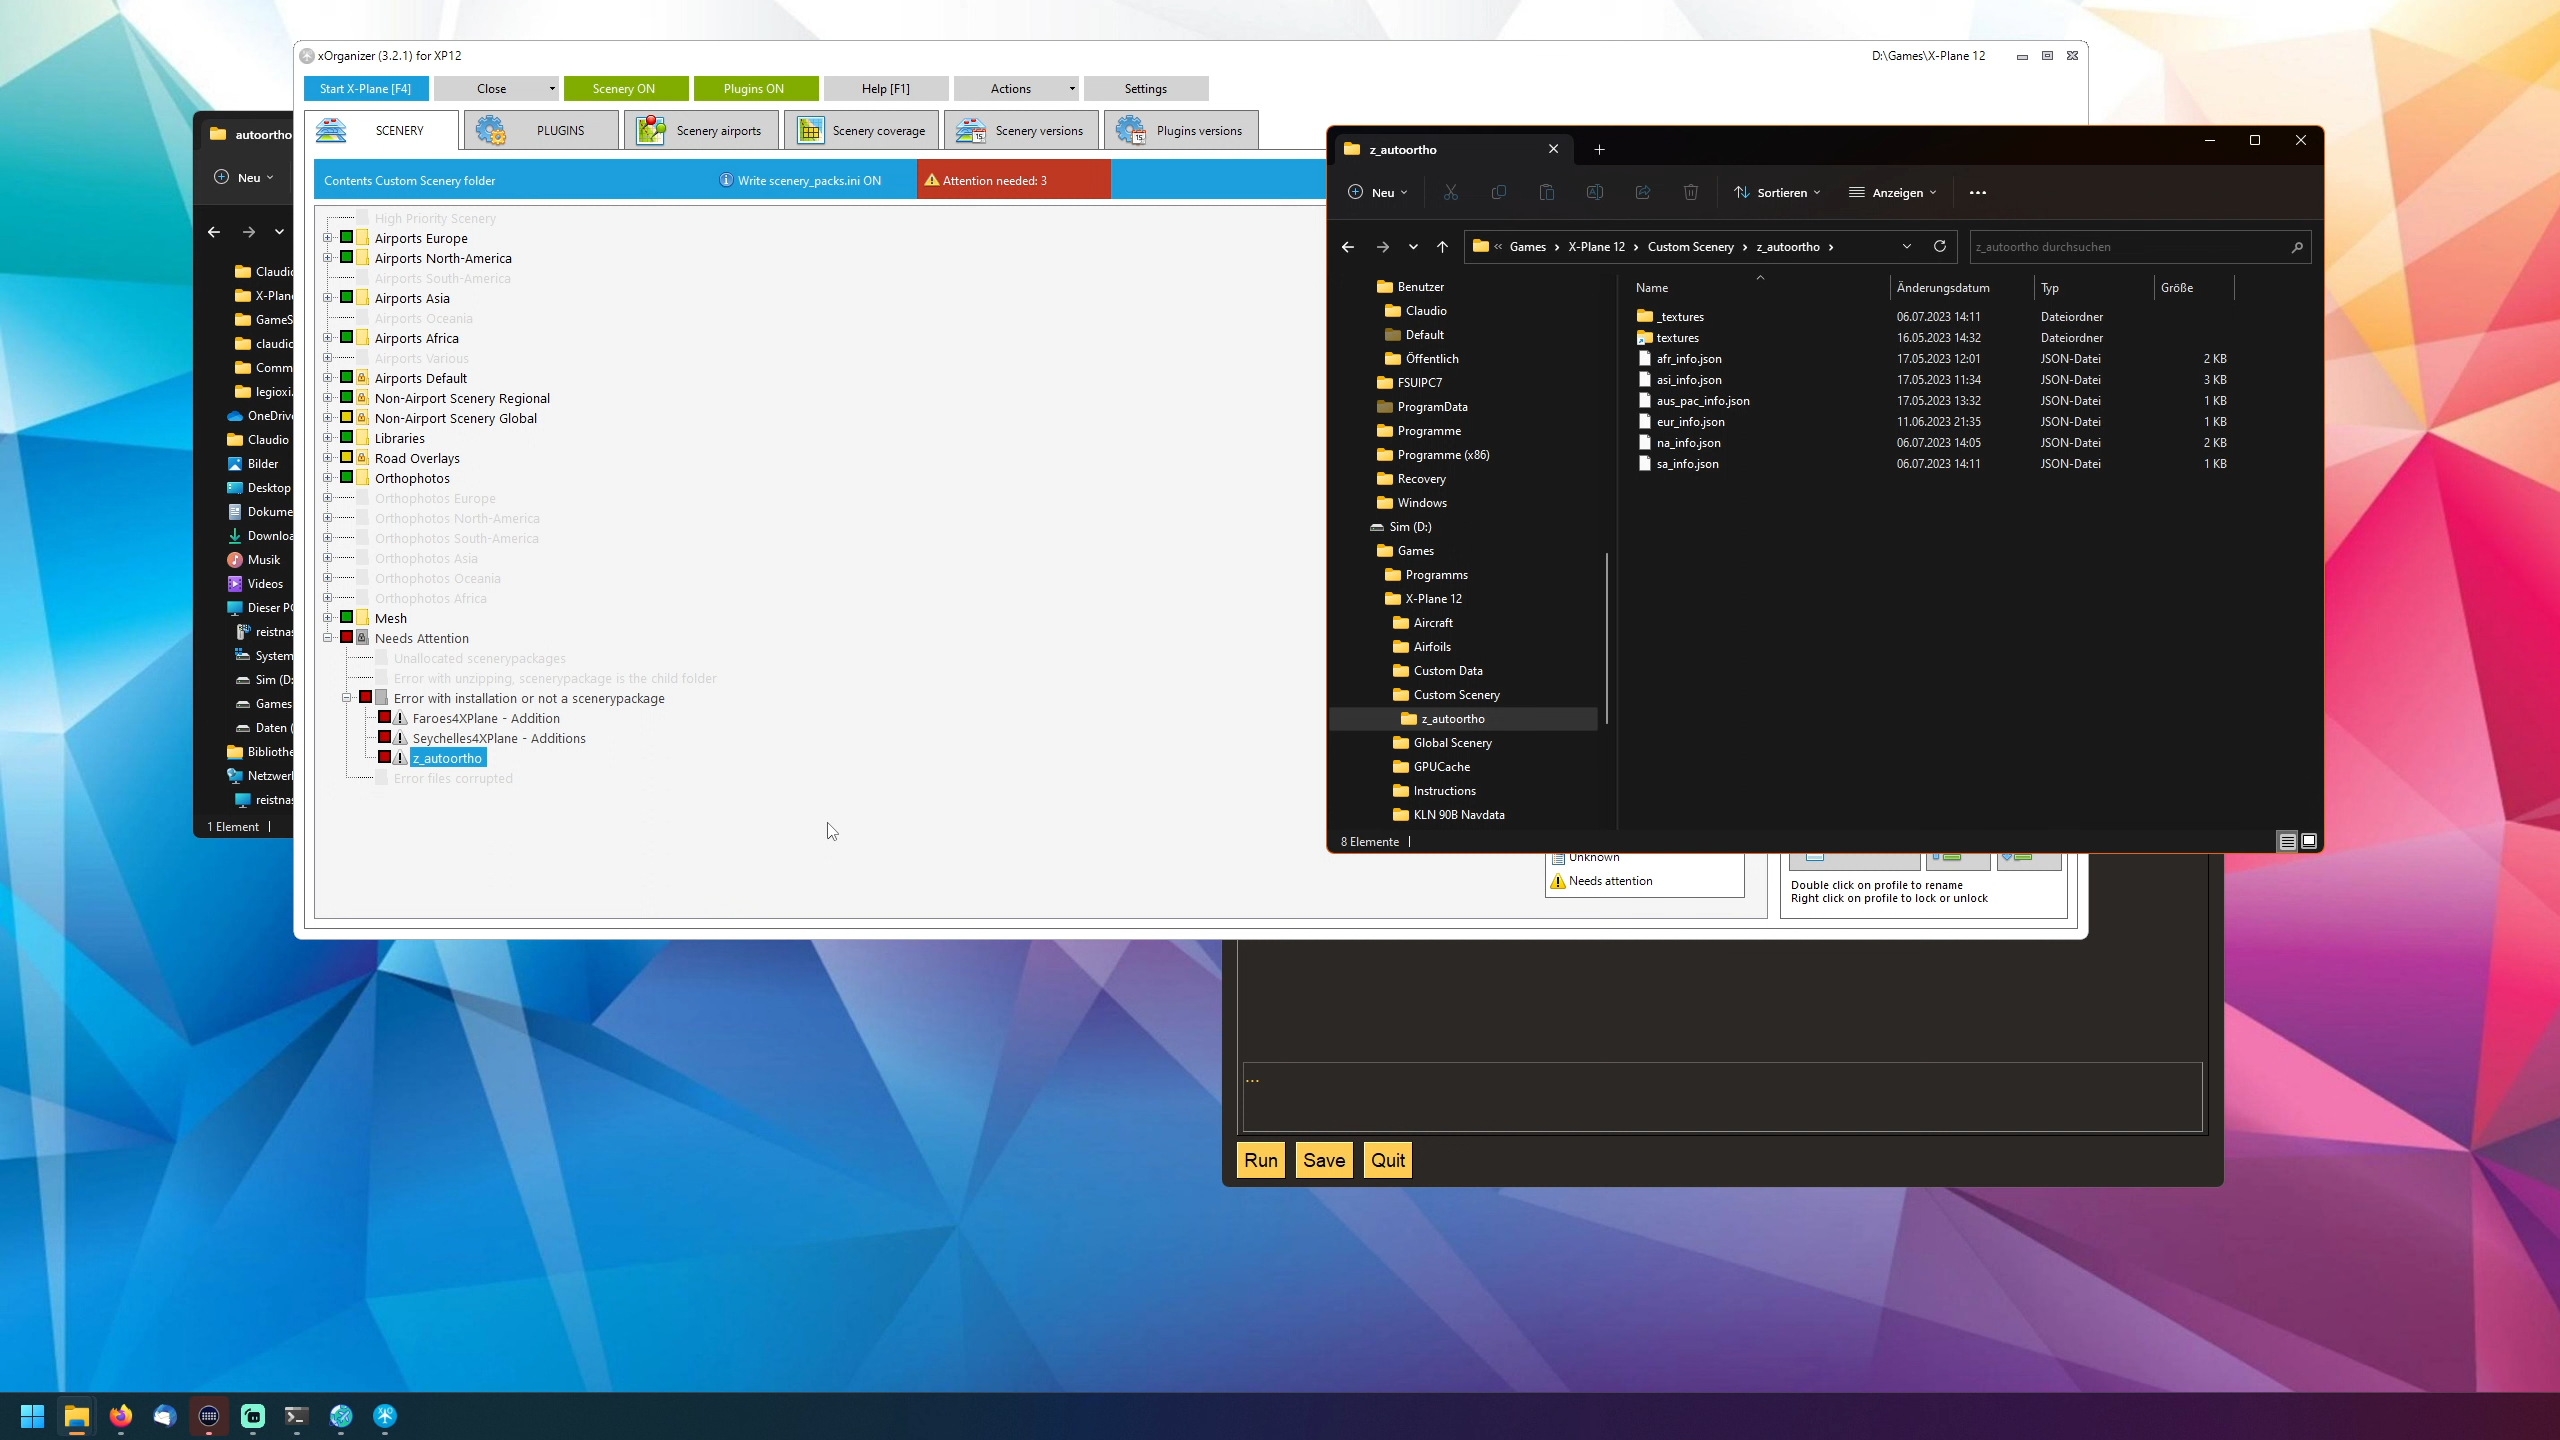 xOrganizer (3.2.1) for XP12
D:\Games\X-Plane 12
Start X-Plane [F4]
Close
Scenery ON
Plugins ON
Help [F1]
Actions
Settings
SCENERY
PLUGINS
Scenery airports
Scenery coverage
Scenery versions
Plugins versions
Contents Custom Scenery folder
Write scenery_packs.ini ON
Attention needed: 3
High Priority Scenery
Airports Europe
Airports North-America
Airports South-America
Airports Asia
Airports Oceania
Airports Africa
Airports Various
Airports Default
Non-Airport Scenery Regional
Non-Airport Scenery Global
Libraries
Road Overlays
Orthophotos
Orthophotos Europe
Orthophotos North-America
Orthophotos South-America
Orthophotos Asia
Orthophotos Oceania
Orthophotos Africa
Mesh
Needs Attention
Unallocated scenerypackages
Error with unzipping, scenerypackage is the child folder
Error with installation or not a scenerypackage
Faroes4XPlane - Addition
Seychelles4XPlane - Additions
z_autoortho
Error files corrupted
Unknown
Needs attention
Double click on profile to rename
Right click on profile to lock or unlock
autoortho
Neu
Claudio
X-Plane
GameS
claudio
Comm
legioxi.
OneDrive
Claudio
Bilder
Desktop
Dokume
Downloa
Musik
Videos
Dieser PC
reistnas
System
Sim (D:
Games
Daten (
Bibliothe
Netzwerk
reistnas
1 Element
z_autoortho
Neu
Sortieren
Anzeigen
Games
X-Plane 12
Custom Scenery
z_autoortho
z_autoortho durchsuchen
Benutzer
Claudio
Default
Öffentlich
FSUIPC7
ProgramData
Programme
Programme (x86)
Recovery
Windows
Sim (D:)
Games
Programms
X-Plane 12
Aircraft
Airfoils
Custom Data
Custom Scenery
z_autoortho
Global Scenery
GPUCache
Instructions
KLN 90B Navdata
Name Änderungsdatum Typ Größe
_textures 06.07.2023 14:11 Dateiordner
textures 16.05.2023 14:32 Dateiordner
afr_info.json 17.05.2023 12:01 JSON-Datei 2 KB
asi_info.json 17.05.2023 11:34 JSON-Datei 3 KB
aus_pac_info.json 17.05.2023 13:32 JSON-Datei 1 KB
eur_info.json 11.06.2023 21:35 JSON-Datei 1 KB
na_info.json 06.07.2023 14:05 JSON-Datei 2 KB
sa_info.json 06.07.2023 14:11 JSON-Datei 1 KB
8 Elemente
...
Run
Save
Quit